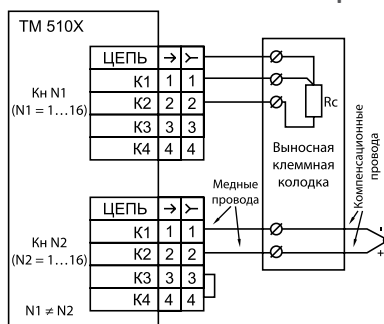 ТМ 510Х
Кн N1
(N1 = 1...16)
ЦЕПЬ
К1 1 1
К2 2 2
К3 3 3
К4 4 4
Rc
Выносная
клеммная
колодка
Компенсационные
провода
Медные
провода
Кн N2
(N2 = 1...16)
N1 ≠ N2
ЦЕПЬ
К1 1 1
К2 2 2
К3 3 3
К4 4 4
-
+